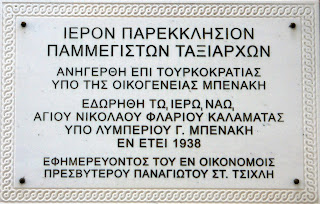 ΙΕΡΟΝ ΠΑΡΕΚΚΛΗΣΙΟΝ
ΠΑΜΜΕΓΙΣΤΩΝ ΤΑΞΙΑΡΧΩΝ
ΑΝΗΓΕΡΘΗ ΕΠΙ ΤΟΥΡΚΟΚΡΑΤΙΑΣ
ΥΠΟ ΤΗΣ ΟΙΚΟΓΕΝΕΙΑΣ ΜΠΕΝΑΚΗ
ΕΔΩΡΗΘΗ ΤΩ, ΙΕΡΩ, ΝΑΩ,
ΑΓΙΟΥ ΝΙΚΟΛΑΟΥ ΦΛΑΡΙΟΥ ΚΑΛΑΜΑΤΑΣ
ΥΠΟ ΛΥΜΠΕΡΙΟΥ Γ. ΜΠΕΝΑΚΗ
ΕΝ ΕΤΕΙ 1938
ΕΦΗΜΕΡΕΥΟΝΤΟΣ ΤΟΥ ΕΝ ΟΙΚΟΝΟΜΟΙΣ
ΠΡΕΣΒΥΤΕΡΟΥ ΠΑΝΑΓΙΩΤΟΥ ΣΤ. ΤΣΙΧΛΗ